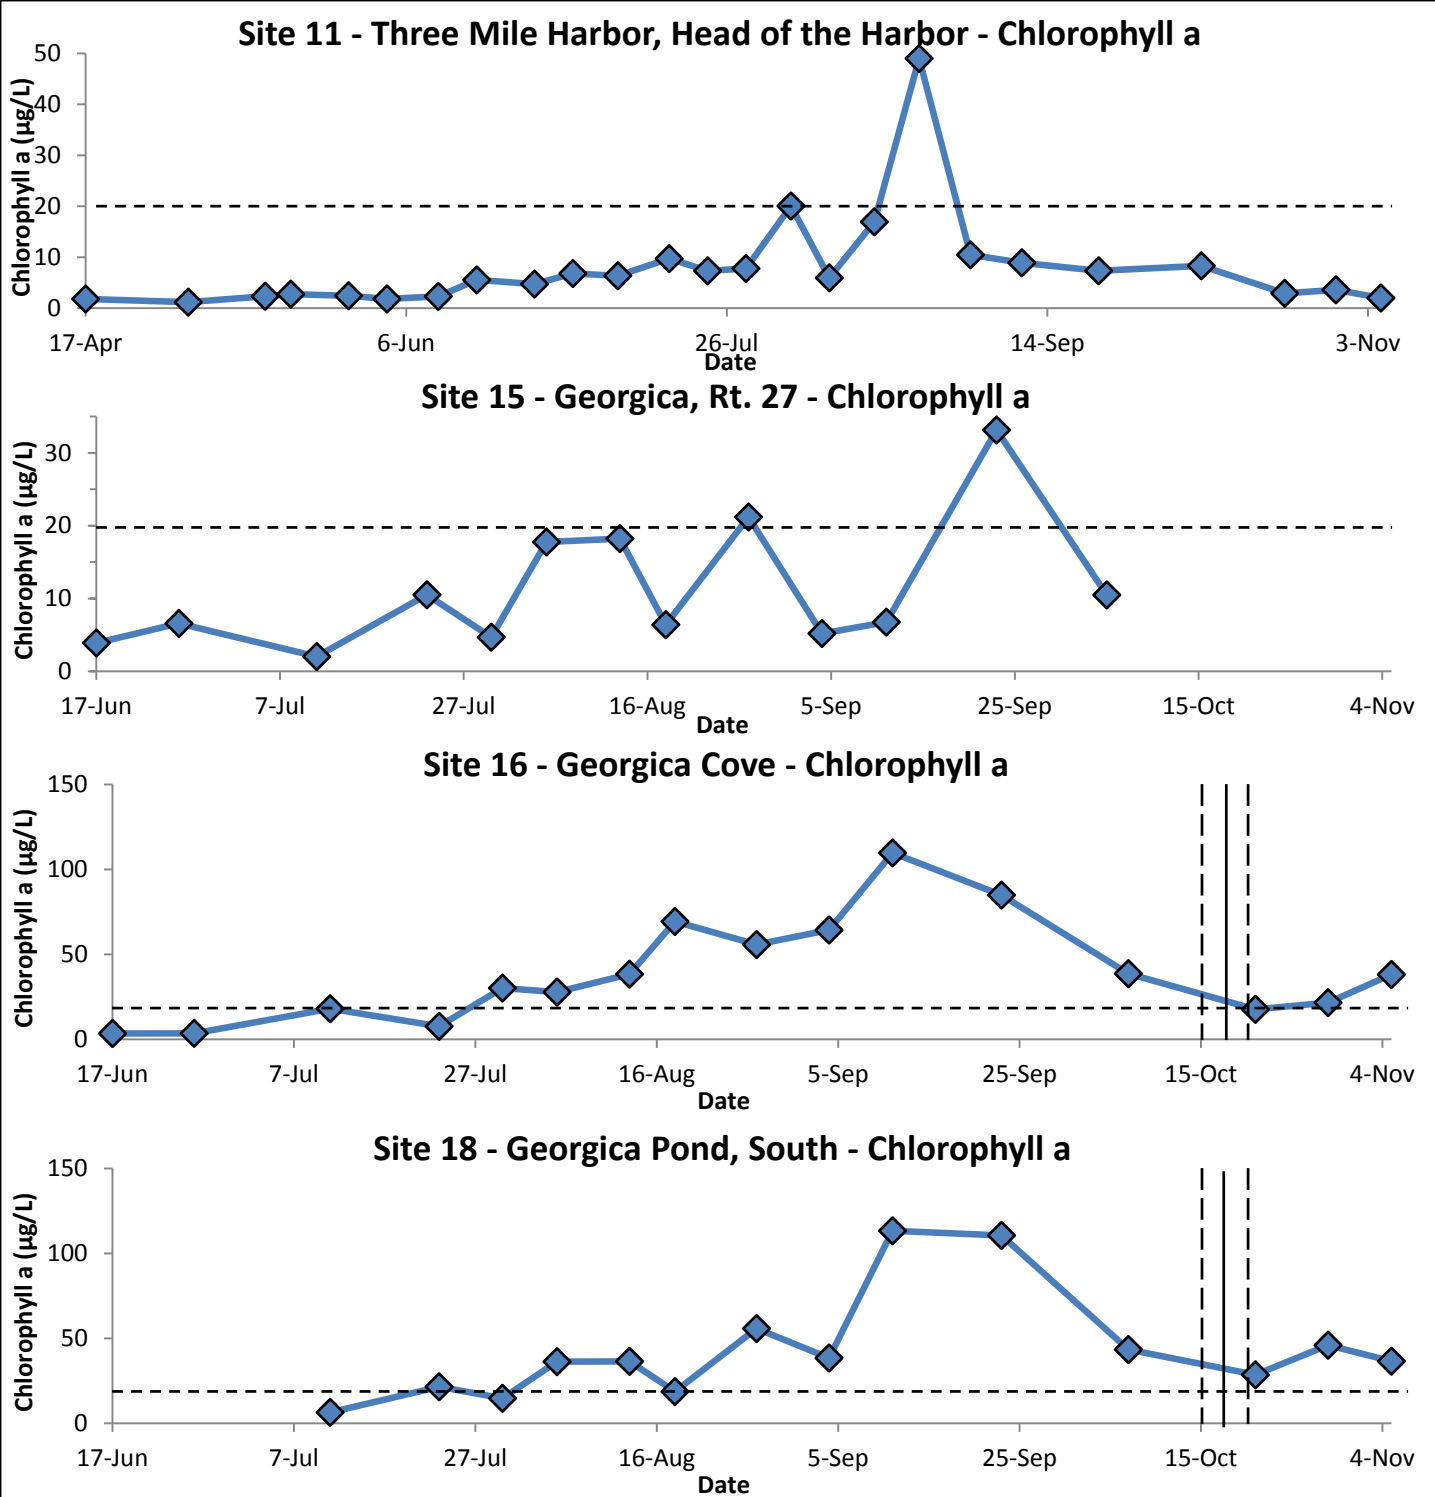 Site 11 - Three Mile Harbor, Head of the Harbor - Chlorophyll a
Chlorophyll a (µg/L)
50
40
30
20
10
0
17-Apr 6-Jun 26-Jul 14-Sep 3-Nov
Date
Site 15 - Georgica, Rt. 27 - Chlorophyll a
Chlorophyll a (µg/L)
30
20
10
0
17-Jun 7-Jul 27-Jul 16-Aug 5-Sep 25-Sep 15-Oct 4-Nov
Date
Site 16 - Georgica Cove - Chlorophyll a
Chlorophyll a (µg/L)
150
100
50
0
17-Jun 7-Jul 27-Jul 16-Aug 5-Sep 25-Sep 15-Oct 4-Nov
Date
Site 18 - Georgica Pond, South - Chlorophyll a
Chlorophyll a (µg/L)
150
100
50
0
17-Jun 7-Jul 27-Jul 16-Aug 5-Sep 25-Sep 15-Oct 4-Nov
Date